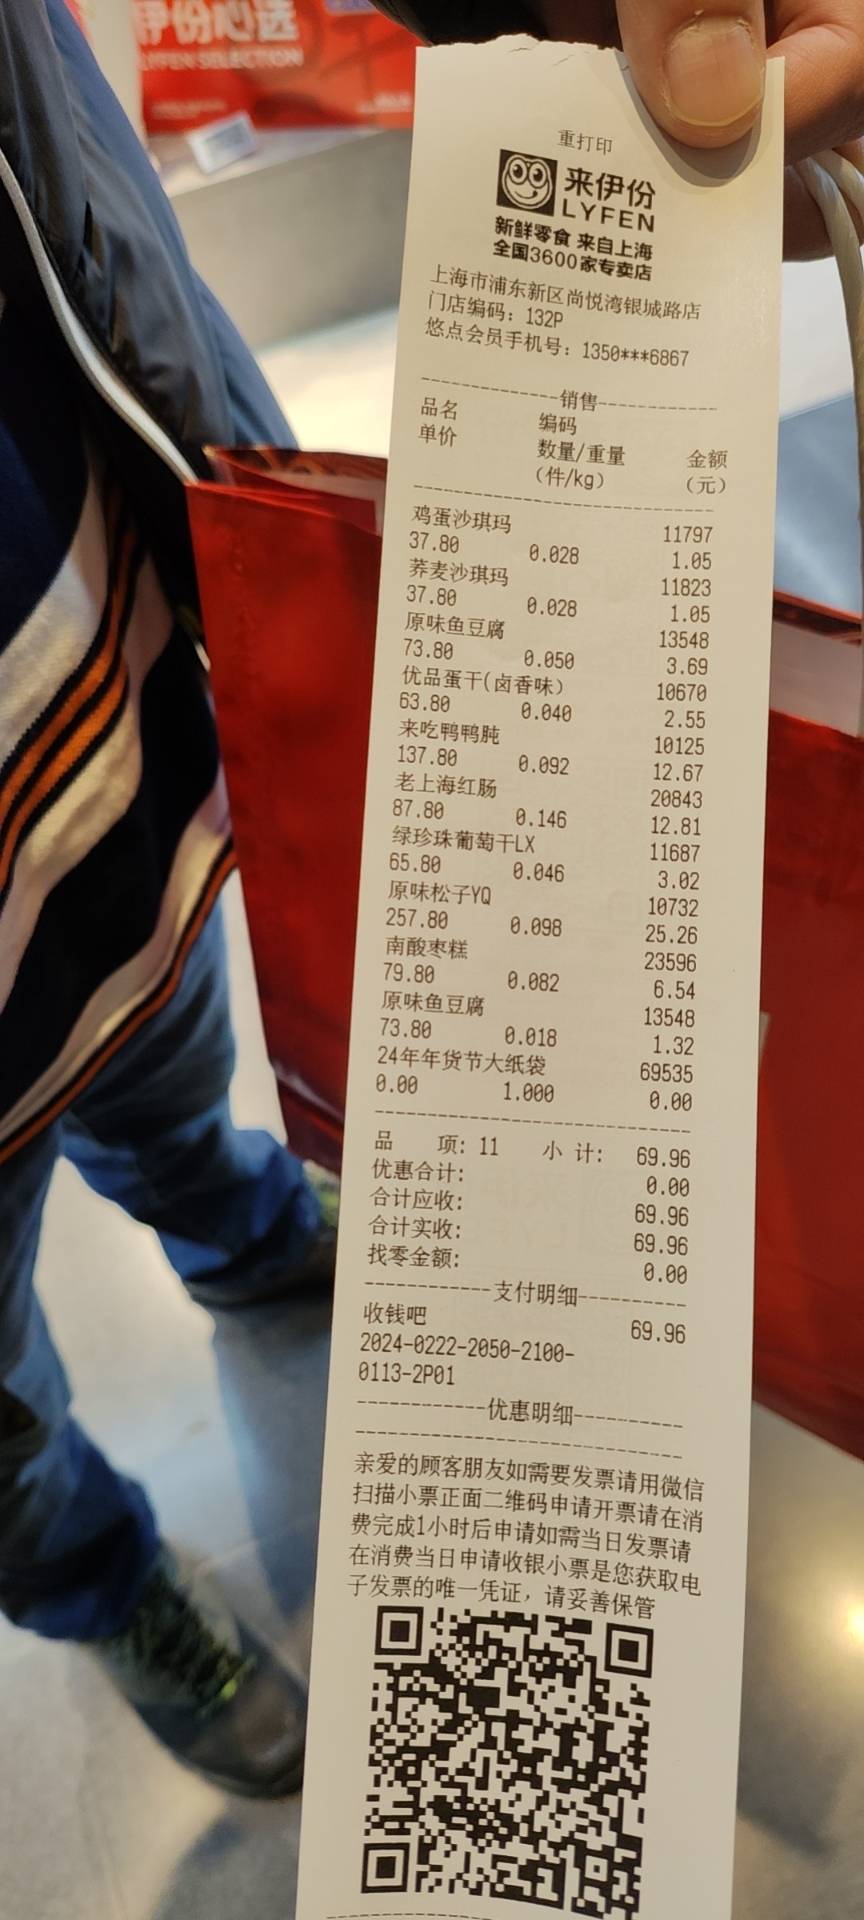 伊份心选
LYFEN SELECTION
重打印
来伊份
LYFEN
新鲜零食 来自上海
全国3600家专卖店
上海市浦东新区尚悦湾银城路店
门店编码：132P
悠点会员手机号：1350***6867
------------销售------------
品名 编码
单价 数量/重量 金额
（件/kg） （元）
鸡蛋沙琪玛 11797
37.80 0.028 1.05
荞麦沙琪玛 11823
37.80 0.028 1.05
原味鱼豆腐 13548
73.80 0.050 3.69
优品蛋干(卤香味） 10670
63.80 0.040 2.55
来吃鸭鸭肫 10125
137.80 0.092 12.67
老上海红肠 20843
87.80 0.146 12.81
绿珍珠葡萄干LX 11687
65.80 0.046 3.02
原味松子YQ 10732
257.80 0.098 25.26
南酸枣糕 23596
79.80 0.082 6.54
原味鱼豆腐 13548
73.80 0.018 1.32
24年年货节大纸袋 69535
0.00 1.000 0.00
品 项: 11 小 计: 69.96
优惠合计: 0.00
合计应收: 69.96
合计实收: 69.96
找零金额: 0.00
------------支付明细----------
收钱吧 69.96
2024-0222-2050-2100-
0113-2P01
------------优惠明细----------
亲爱的顾客朋友如需要发票请用微信
扫描小票正面二维码申请开票请在消
费完成1小时后申请如需当日发票请
在消费当日申请收银小票是您获取电
子发票的唯一凭证，请妥善保管